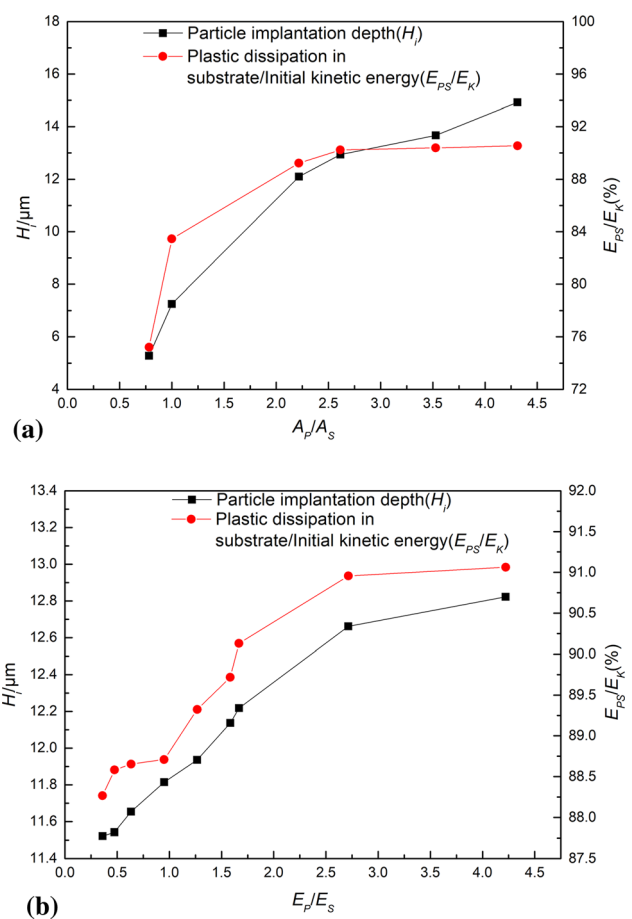 18
16
14
12
10
8
6
4
H_i/μm
Particle implantation depth(H_i)
Plastic dissipation in
substrate/Initial kinetic energy(E_PS/E_K)
100
96
92
88
84
80
76
72
E_PS/E_K(%)
0.0 0.5 1.0 1.5 2.0 2.5 3.0 3.5 4.0 4.5
A_P/A_S
(a)
13.4
13.2
13.0
12.8
12.6
12.4
12.2
12.0
11.8
11.6
11.4
H_i/μm
Particle implantation depth(H_i)
Plastic dissipation in
substrate/Initial kinetic energy(E_PS/E_K)
92.0
91.5
91.0
90.5
90.0
89.5
89.0
88.5
88.0
87.5
E_PS/E_K(%)
0.0 0.5 1.0 1.5 2.0 2.5 3.0 3.5 4.0 4.5
E_P/E_S
(b)